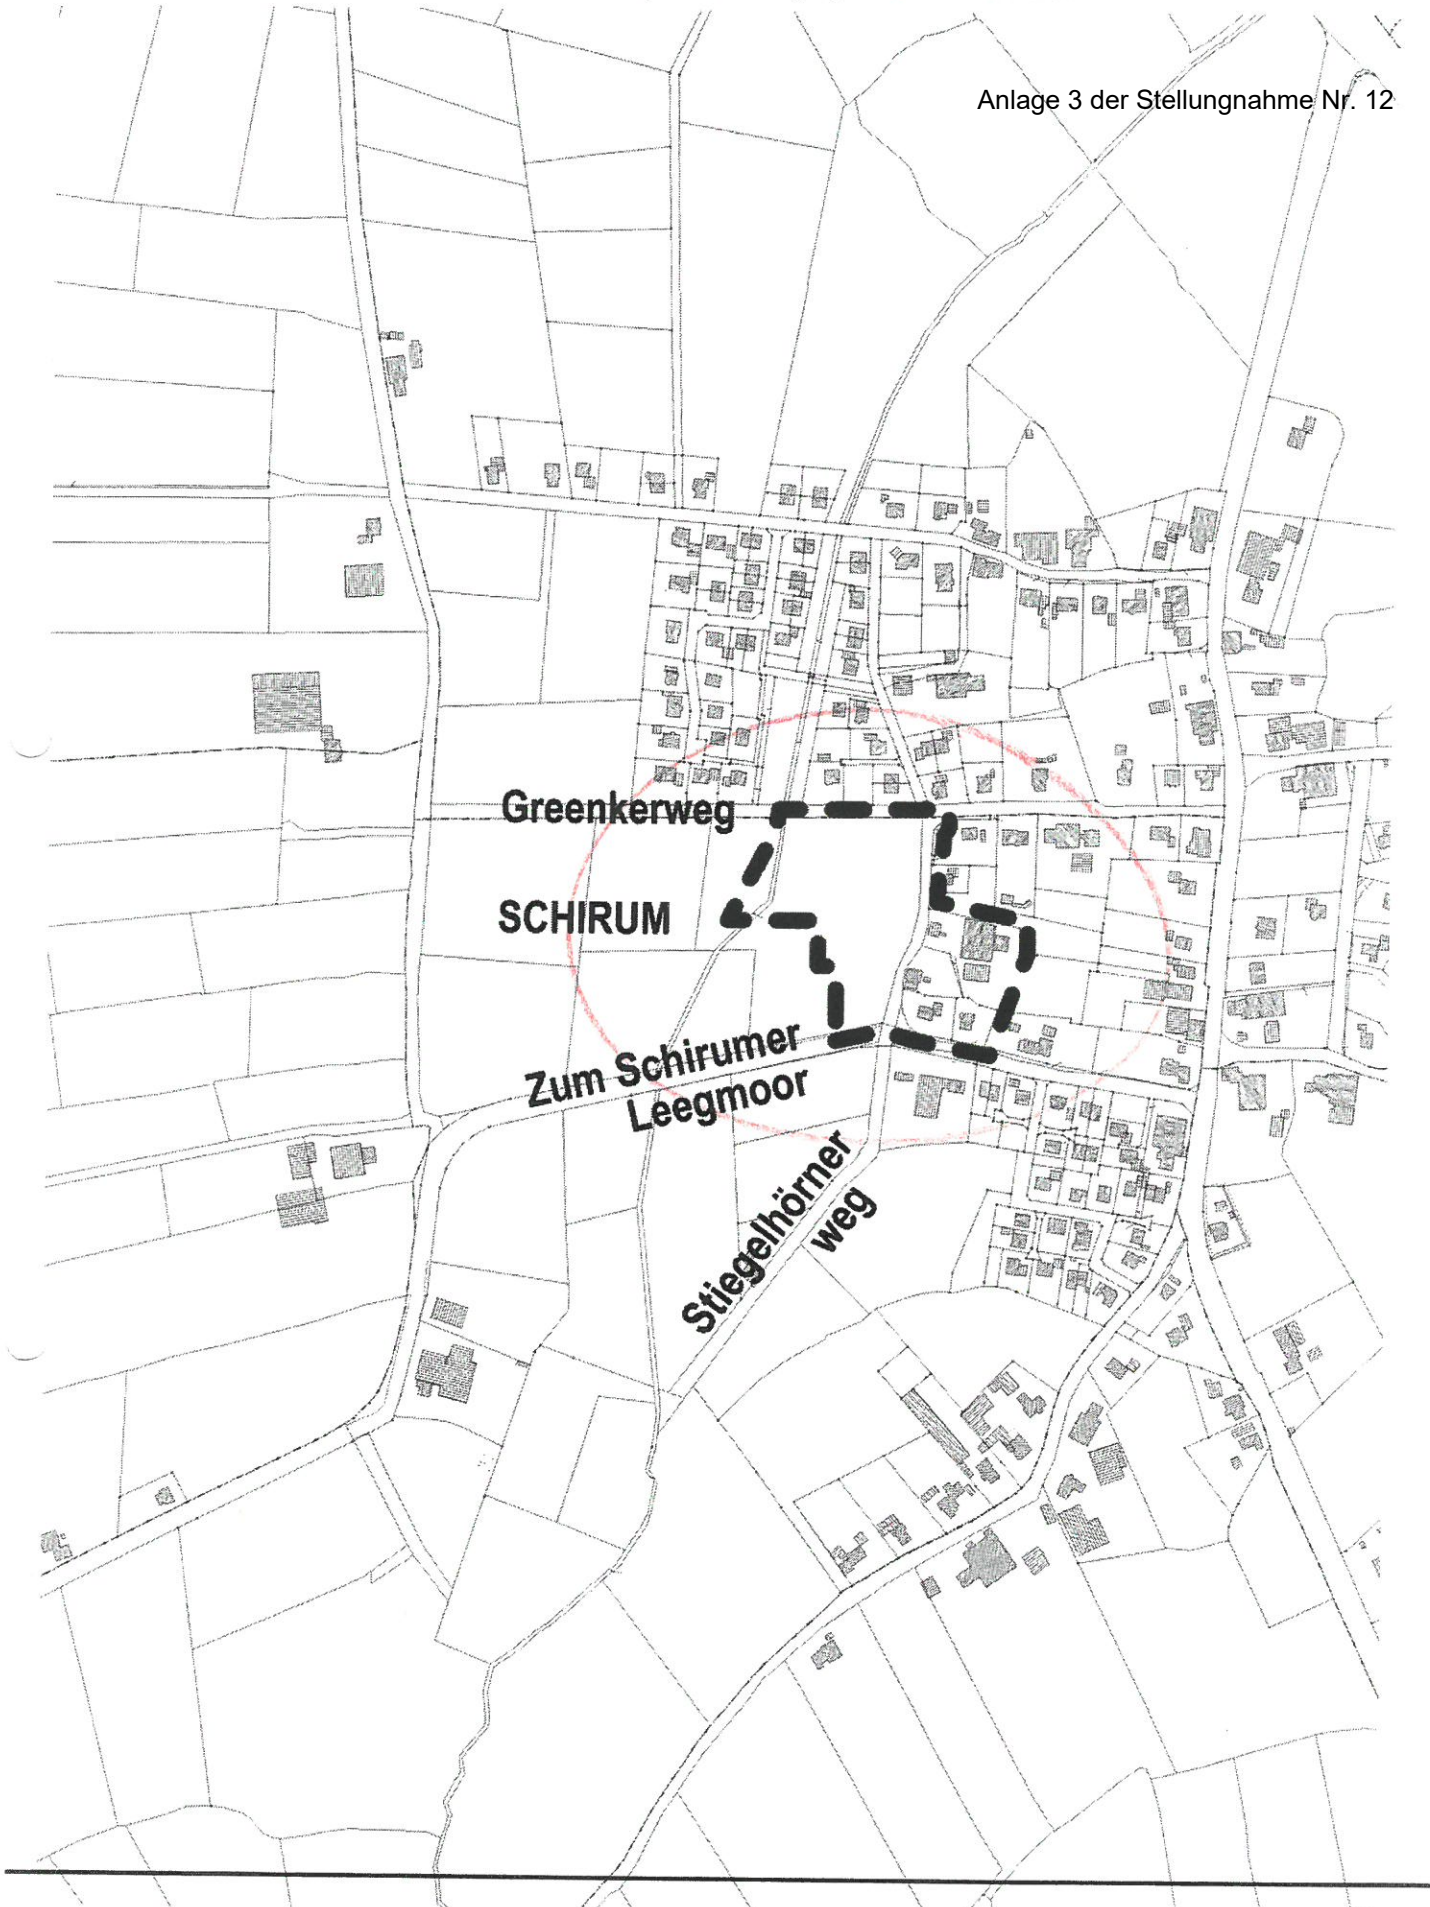 Anlage 3 der Stellungnahme Nr. 12
Greenkerweg
SCHIRUM
Zum Schirumer
Leegmoor
Stiegelhörner
weg